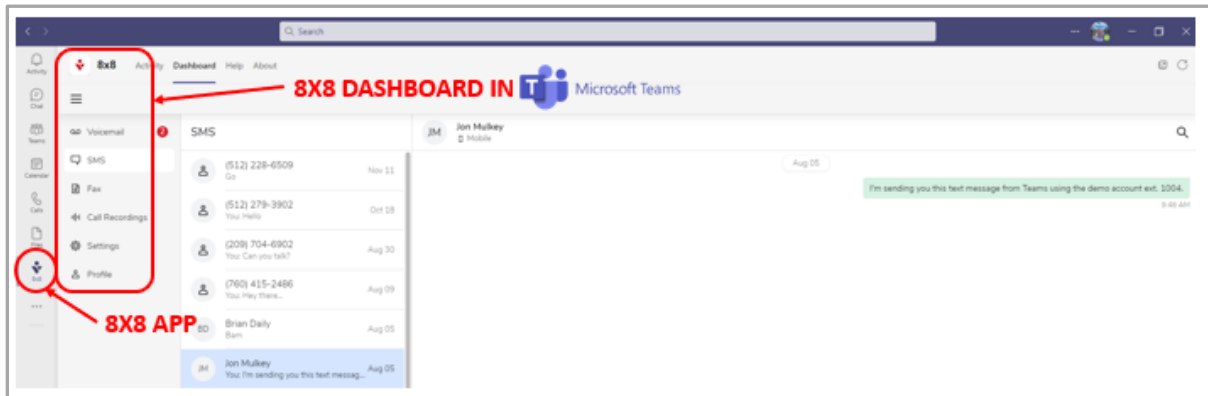 Search
Activity
Chat
Teams
Calendar
Calls
Files
8x8
8x8 Activity Dashboard Help About
8X8 DASHBOARD IN Microsoft Teams
Voicemail 2
SMS
Fax
Call Recordings
Settings
Profile
8X8 APP
SMS
(512) 228-6509 Nov 11
Go
(512) 279-3902 Oct 18
You: Hello
(209) 704-6902 Aug 30
You: Can you talk?
(760) 415-2486 Aug 09
You: Hey there...
BD Brian Daily Aug 05
Bam
JM Jon Mulkey Aug 05
You: I'm sending you this text messag...
JM Jon Mulkey
Mobile
Aug 05
I'm sending you this text message from Teams using the demo account ext. 1004.
9:48 AM